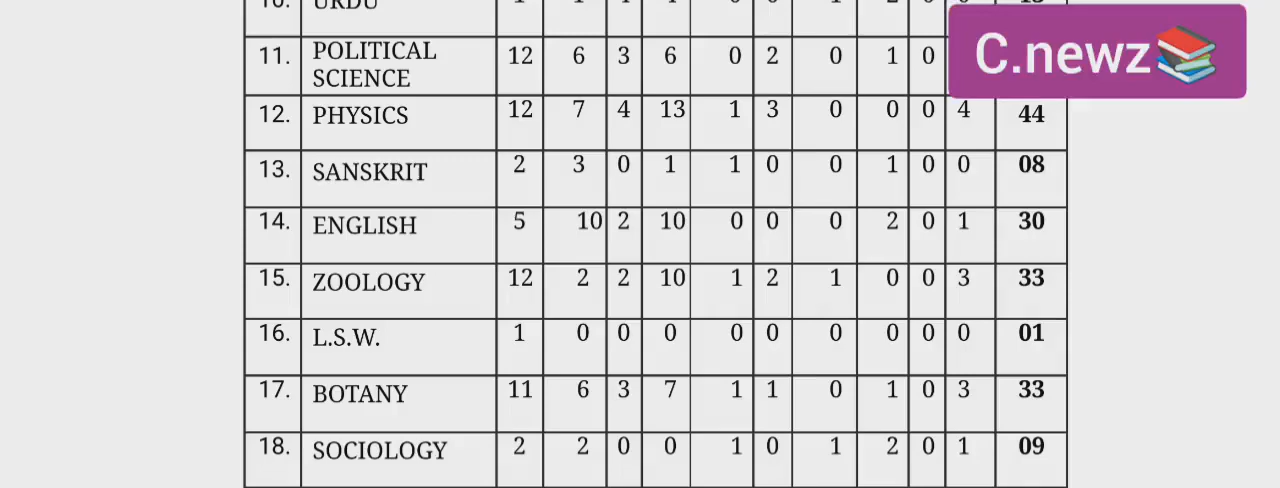 11. POLITICAL SCIENCE 12 6 3 6 0 2 0 1 0
C.newz
12. PHYSICS 12 7 4 13 1 3 0 0 0 4 44
13. SANSKRIT 2 3 0 1 1 0 0 1 0 0 08
14. ENGLISH 5 10 2 10 0 0 0 2 0 1 30
15. ZOOLOGY 12 2 2 10 1 2 1 0 0 3 33
16. L.S.W. 1 0 0 0 0 0 0 0 0 0 01
17. BOTANY 11 6 3 7 1 1 0 1 0 3 33
18. SOCIOLOGY 2 2 0 0 1 0 1 2 0 1 09